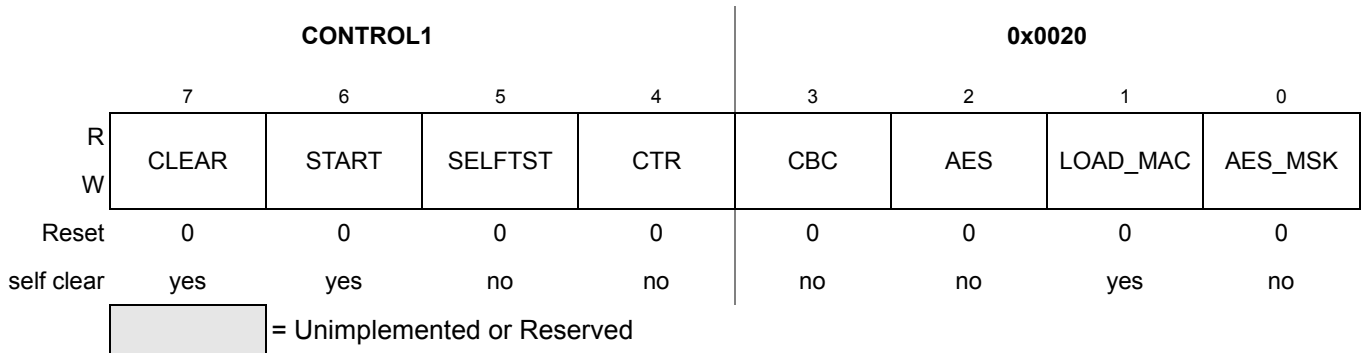 CONTROL1 0x0020
7 6 5 4 3 2 1 0
R
CLEAR START SELFTST CTR CBC AES LOAD_MAC AES_MSK
W
Reset 0 0 0 0 0 0 0 0
self clear yes yes no no no no yes no
= Unimplemented or Reserved